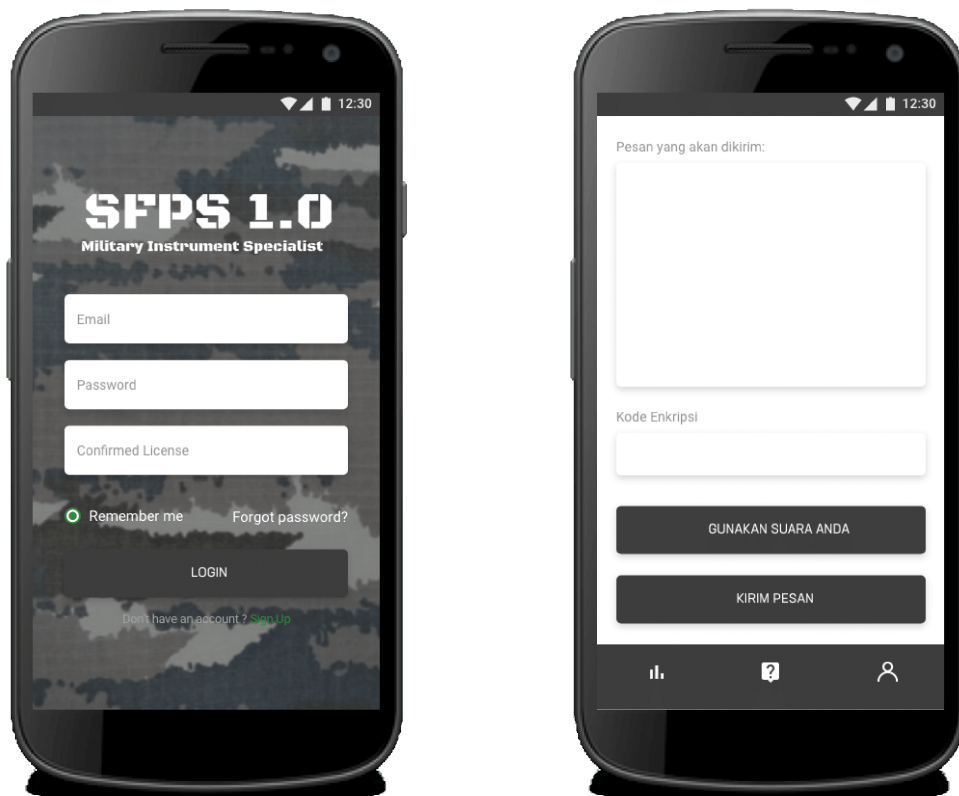 12:30
SFPS 1.0
Military Instrument Specialist
Email
Password
Confirmed License
Remember me
Forgot password?
LOGIN
Don't have an account ? Sign Up
12:30
Pesan yang akan dikirim:
Kode Enkripsi
GUNAKAN SUARA ANDA
KIRIM PESAN